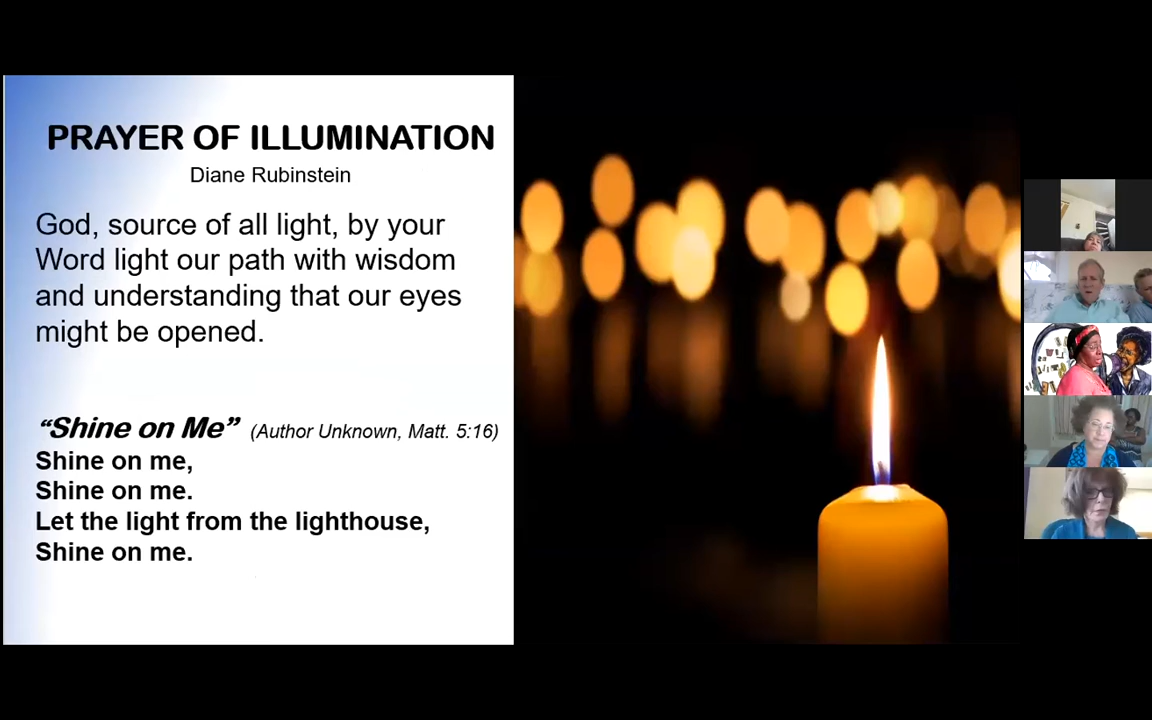 PRAYER OF ILLUMINATION
Diane Rubinstein
God, source of all light, by your
Word light our path with wisdom
and understanding that our eyes
might be opened.
“Shine on Me” (Author Unknown, Matt. 5:16)
Shine on me,
Shine on me.
Let the light from the lighthouse,
Shine on me.